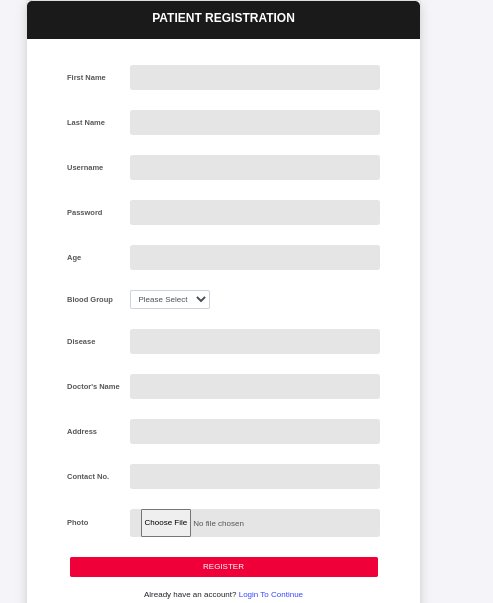 PATIENT REGISTRATION
First Name
Last Name
Username
Password
Age
Blood Group Please Select
Disease
Doctor's Name
Address
Contact No.
Photo Choose File No file chosen
REGISTER
Already have an account? Login To Continue